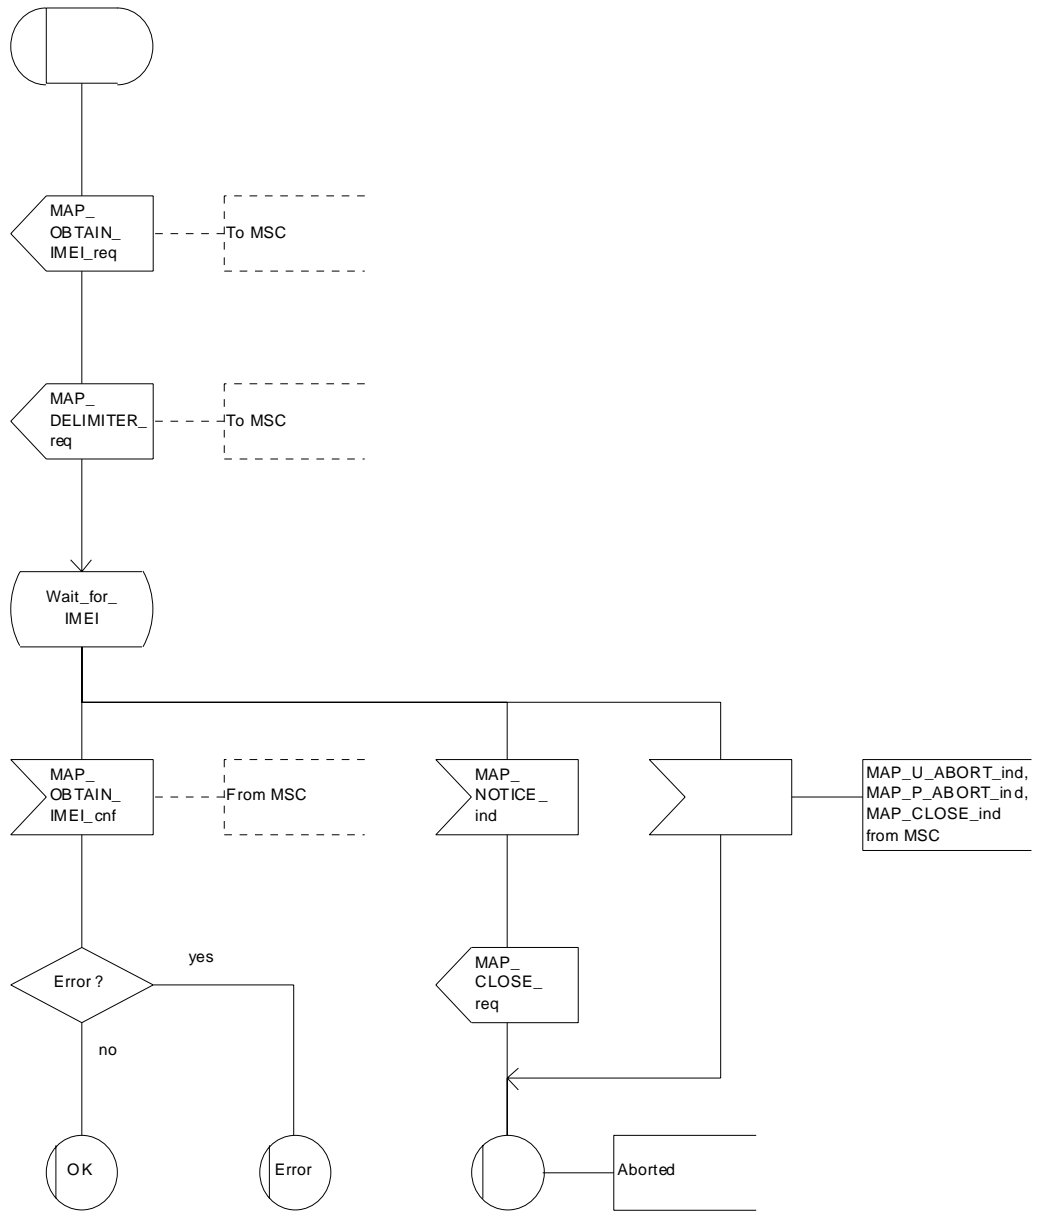 MAP_
OBTAIN_
IMEI_req
To MSC
MAP_
DELIMITER_
req
To MSC
Wait_for_
IMEI
MAP_
OBTAIN_
IMEI_cnf
From MSC
MAP_
NOTICE_
ind
MAP_U_ABORT_ind,
MAP_P_ABORT_ind,
MAP_CLOSE_ind
from MSC
Error ?
yes
no
MAP_
CLOSE_
req
OK
Error
Aborted